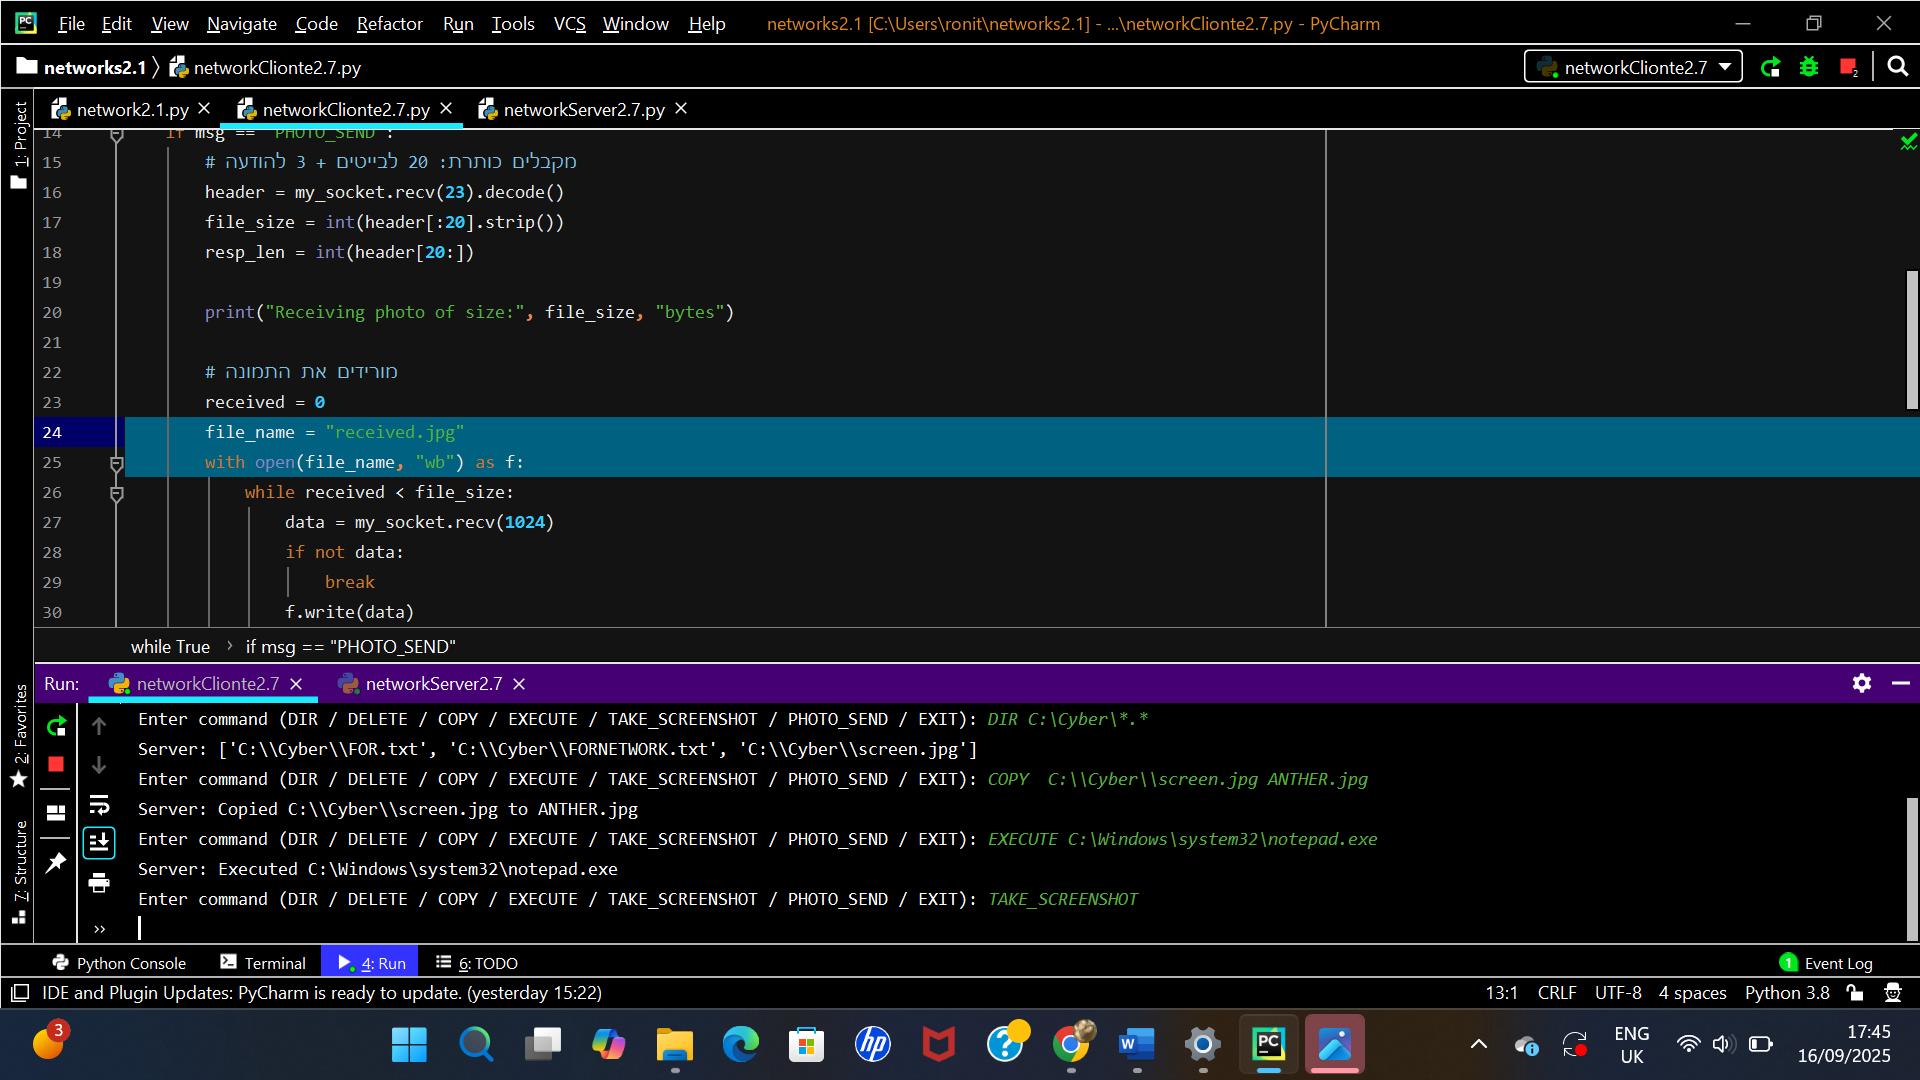 File Edit View Navigate Code Refactor Run Tools VCS Window Help networks2.1 [C:\Users\ronit\networks2.1] - ...\networkClionte2.7.py - PyCharm
networks2.1 networkClionte2.7.py networkClionte2.7
network2.1.py networkClionte2.7.py networkServer2.7.py
1: Project
14 if msg == "PHOTO_SEND":
15 # מקבלים כותרת: 20 לבייטים + 3 להודעה
16 header = my_socket.recv(23).decode()
17 file_size = int(header[:20].strip())
18 resp_len = int(header[20:])
19
20 print("Receiving photo of size:", file_size, "bytes")
21
22 # מורידים את התמונה
23 received = 0
24 file_name = "received.jpg"
25 with open(file_name, "wb") as f:
26 while received < file_size:
27 data = my_socket.recv(1024)
28 if not data:
29 break
30 f.write(data)
while True › if msg == "PHOTO_SEND"
Run: networkClionte2.7 networkServer2.7
2: Favorites
7: Structure
Enter command (DIR / DELETE / COPY / EXECUTE / TAKE_SCREENSHOT / PHOTO_SEND / EXIT): DIR C:\Cyber\*.*
Server: ['C:\\Cyber\\FOR.txt', 'C:\\Cyber\\FORNETWORK.txt', 'C:\\Cyber\\screen.jpg']
Enter command (DIR / DELETE / COPY / EXECUTE / TAKE_SCREENSHOT / PHOTO_SEND / EXIT): COPY  C:\\Cyber\\screen.jpg ANTHER.jpg
Server: Copied C:\\Cyber\\screen.jpg to ANTHER.jpg
Enter command (DIR / DELETE / COPY / EXECUTE / TAKE_SCREENSHOT / PHOTO_SEND / EXIT): EXECUTE C:\Windows\system32\notepad.exe
Server: Executed C:\Windows\system32\notepad.exe
Enter command (DIR / DELETE / COPY / EXECUTE / TAKE_SCREENSHOT / PHOTO_SEND / EXIT): TAKE_SCREENSHOT
Python Console Terminal 4: Run 6: TODO 1 Event Log
IDE and Plugin Updates: PyCharm is ready to update. (yesterday 15:22) 13:1 CRLF UTF-8 4 spaces Python 3.8
3 hp W PC ENG 17:45
UK 16/09/2025